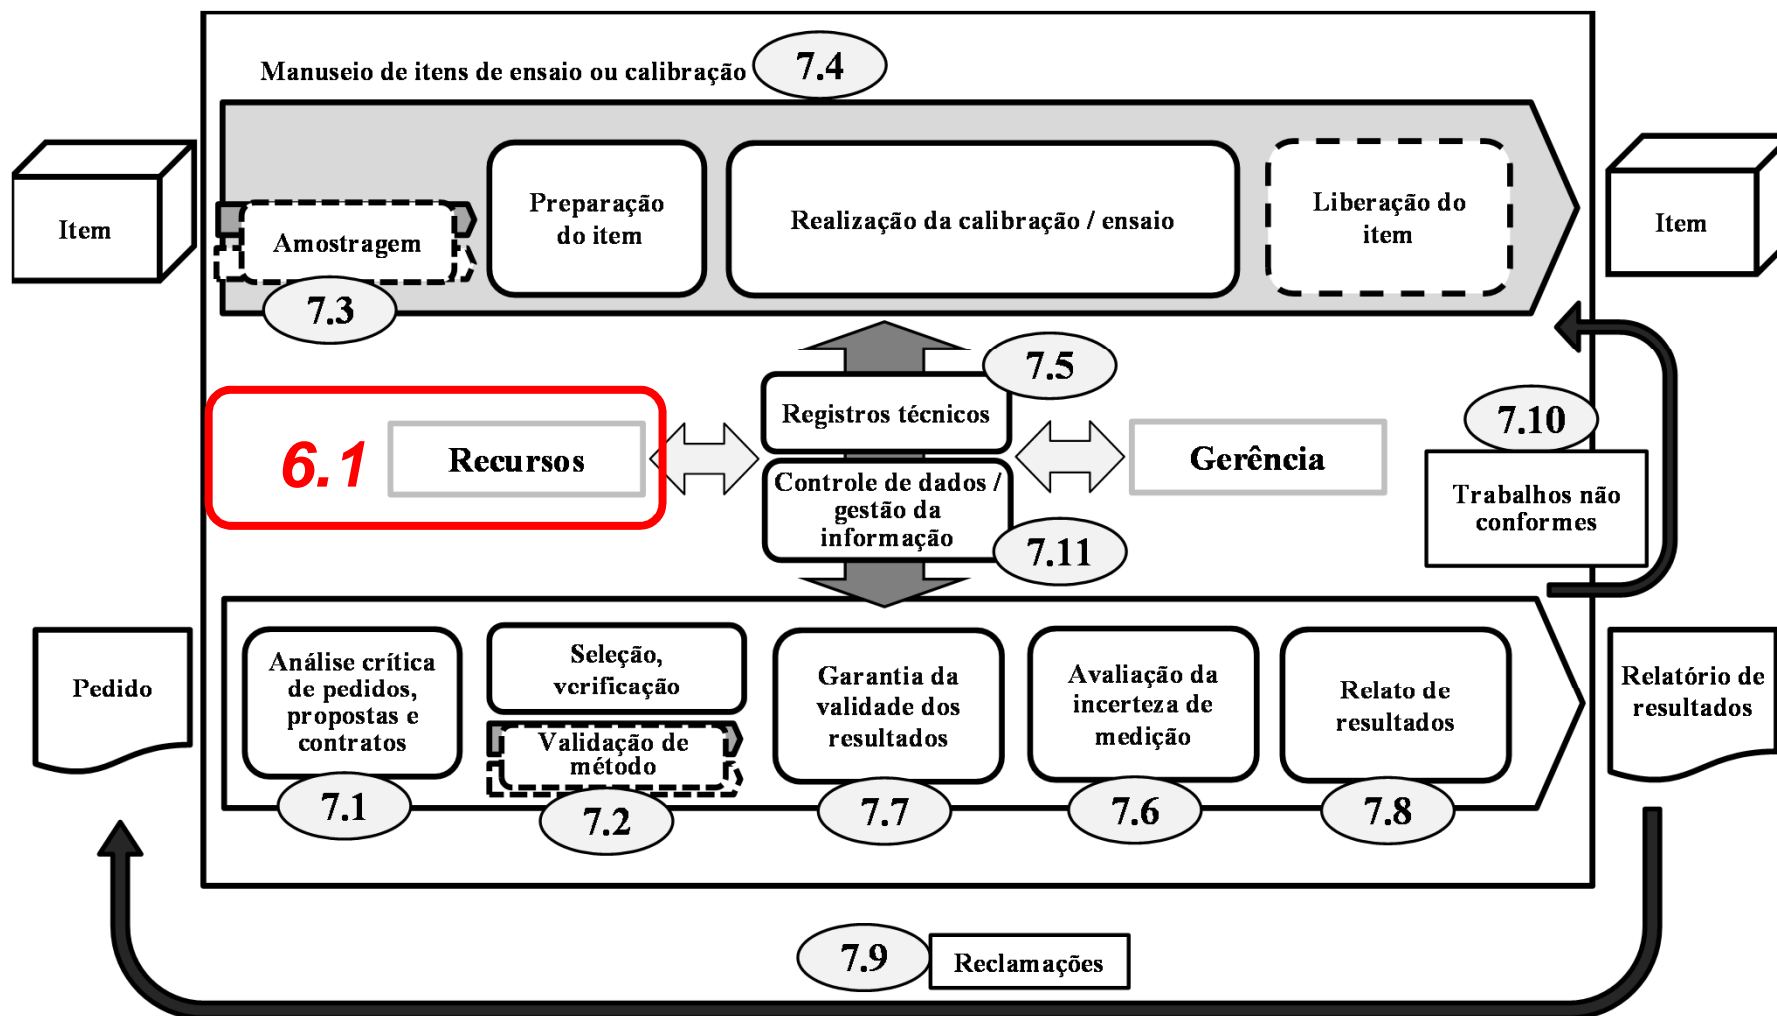 Manuseio de itens de ensaio ou calibração
7.4
Item
Amostragem
7.3
Preparação
do item
Realização da calibração / ensaio
Liberação do
item
Item
7.5
Registros técnicos
6.1
Recursos
Gerência
Controle de dados /
gestão da
informação
7.11
7.10
Trabalhos não
conformes
Pedido
Análise crítica
de pedidos,
propostas e
contratos
7.1
Seleção,
verificação
Validação de
método
7.2
Garantia da
validade dos
resultados
7.7
Avaliação da
incerteza de
medição
7.6
Relato de
resultados
7.8
Relatório de
resultados
7.9
Reclamações